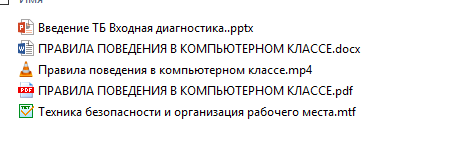 Имя
Введение ТБ Входная диагностика..pptx
ПРАВИЛА ПОВЕДЕНИЯ В КОМПЬЮТЕРНОМ КЛАССЕ.docx
Правила поведения в компьютерном классе.mp4
ПРАВИЛА ПОВЕДЕНИЯ В КОМПЬЮТЕРНОМ КЛАССЕ.pdf
Техника безопасности и организация рабочего места.mtf